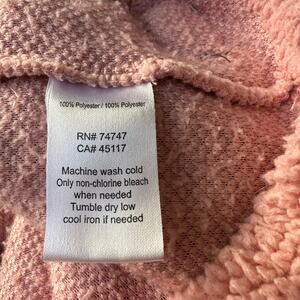 100% Polyester / 100% Polyester
RN# 74747
CA# 45117
Machine wash cold
Only non-chlorine bleach
when needed
Tumble dry low
cool iron if needed